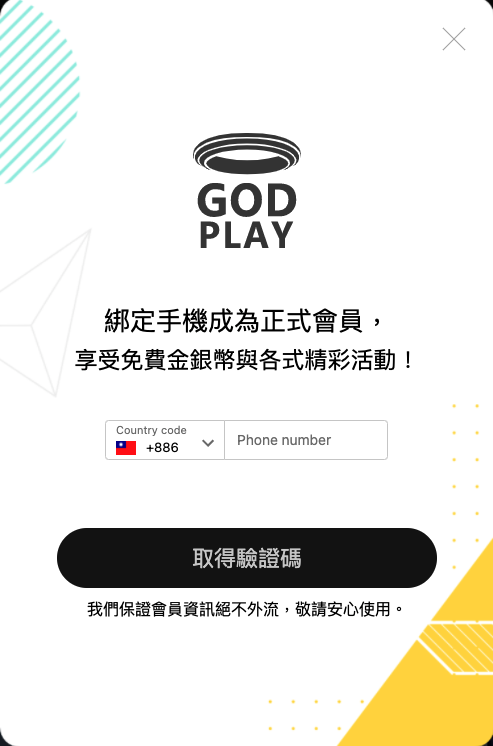 GOD
PLAY
綁定手機成為正式會員，
享受免費金銀幣與各式精彩活動！
Country code
+886
Phone number
取得驗證碼
我們保證會員資訊絕不外流，敬請安心使用。